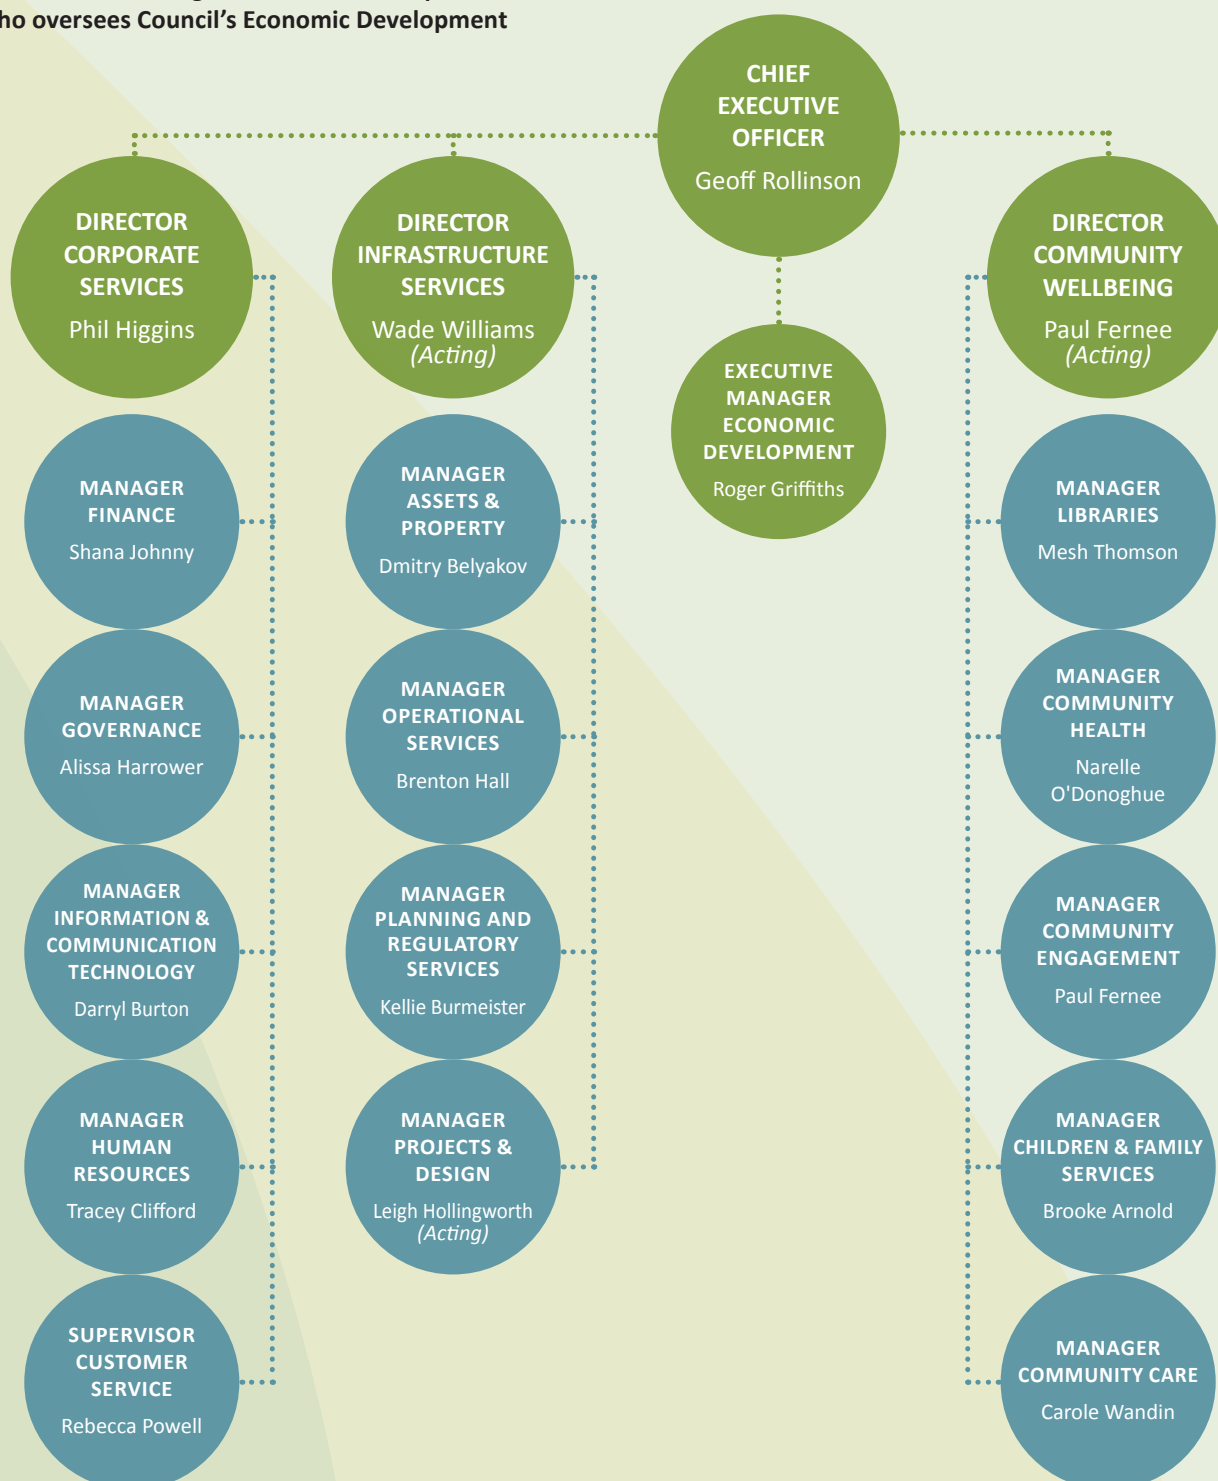 ho oversees Council’s Economic Development
CHIEF
EXECUTIVE
OFFICER
Geoff Rollinson
DIRECTOR
CORPORATE
SERVICES
Phil Higgins
DIRECTOR
INFRASTRUCTURE
SERVICES
Wade Williams
(Acting)
DIRECTOR
COMMUNITY
WELLBEING
Paul Fernee
(Acting)
EXECUTIVE
MANAGER
ECONOMIC
DEVELOPMENT
Roger Griffiths
MANAGER
FINANCE
Shana Johnny
MANAGER
ASSETS &
PROPERTY
Dmitry Belyakov
MANAGER
LIBRARIES
Mesh Thomson
MANAGER
GOVERNANCE
Alissa Harrower
MANAGER
OPERATIONAL
SERVICES
Brenton Hall
MANAGER
COMMUNITY
HEALTH
Narelle
O'Donoghue
MANAGER
INFORMATION &
COMMUNICATION
TECHNOLOGY
Darryl Burton
MANAGER
PLANNING AND
REGULATORY
SERVICES
Kellie Burmeister
MANAGER
COMMUNITY
ENGAGEMENT
Paul Fernee
MANAGER
HUMAN
RESOURCES
Tracey Clifford
MANAGER
PROJECTS &
DESIGN
Leigh Hollingworth
(Acting)
MANAGER
CHILDREN & FAMILY
SERVICES
Brooke Arnold
SUPERVISOR
CUSTOMER
SERVICE
Rebecca Powell
MANAGER
COMMUNITY CARE
Carole Wandin